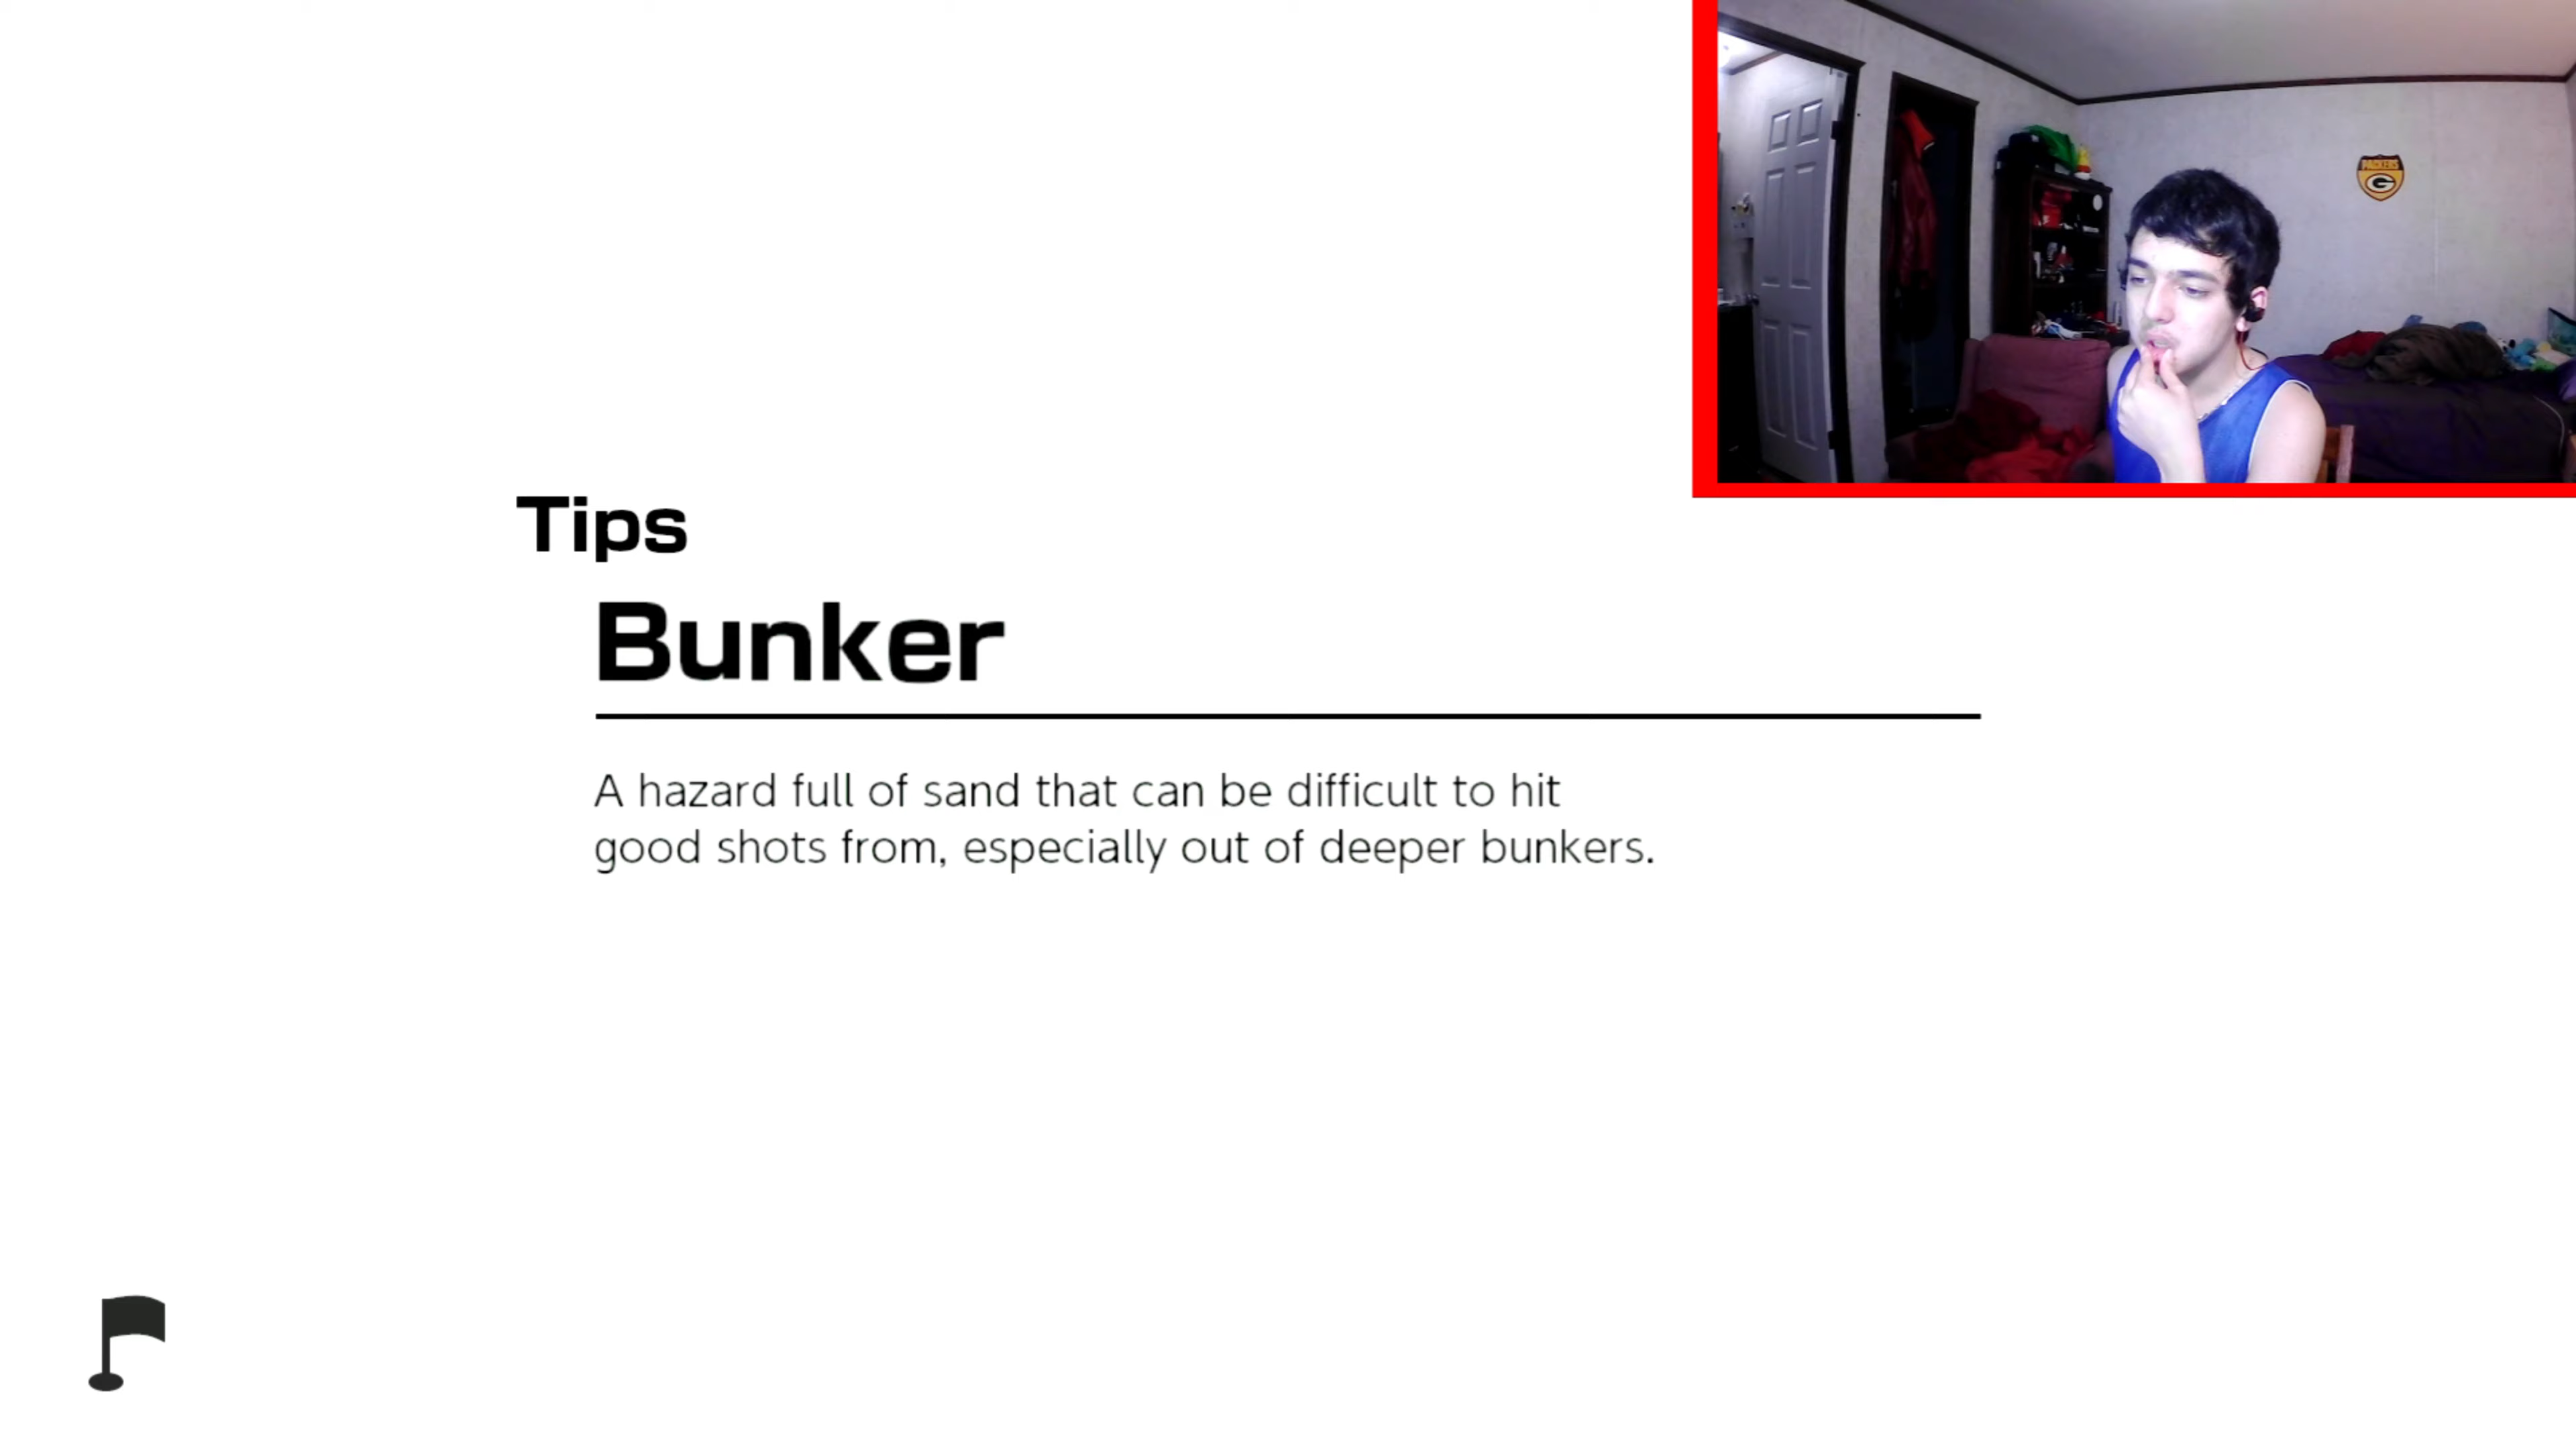 PACKERS
G
Tips
Bunker
A hazard full of sand that can be difficult to hit
good shots from, especially out of deeper bunkers.